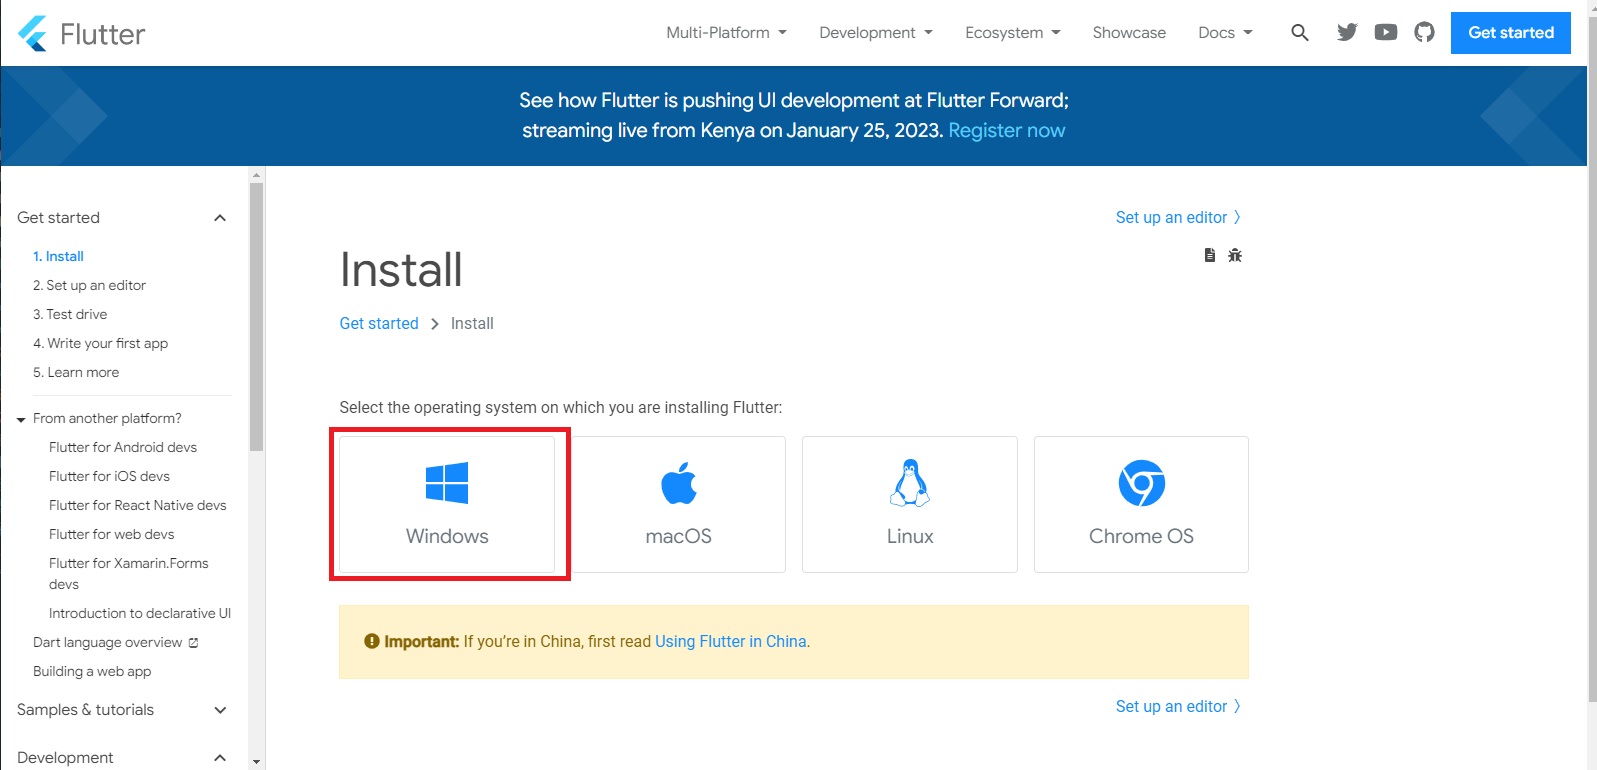 Flutter
Multi-Platform
Development
Ecosystem
Showcase
Docs
Get started
See how Flutter is pushing UI development at Flutter Forward;
streaming live from Kenya on January 25, 2023. Register now
Get started
1. Install
2. Set up an editor
3. Test drive
4. Write your first app
5. Learn more
From another platform?
Flutter for Android devs
Flutter for iOS devs
Flutter for React Native devs
Flutter for web devs
Flutter for Xamarin.Forms
devs
Introduction to declarative UI
Dart language overview
Building a web app
Samples & tutorials
Development
Set up an editor
Install
Get started > Install
Select the operating system on which you are installing Flutter:
Windows
macOS
Linux
Chrome OS
Important: If you’re in China, first read Using Flutter in China.
Set up an editor